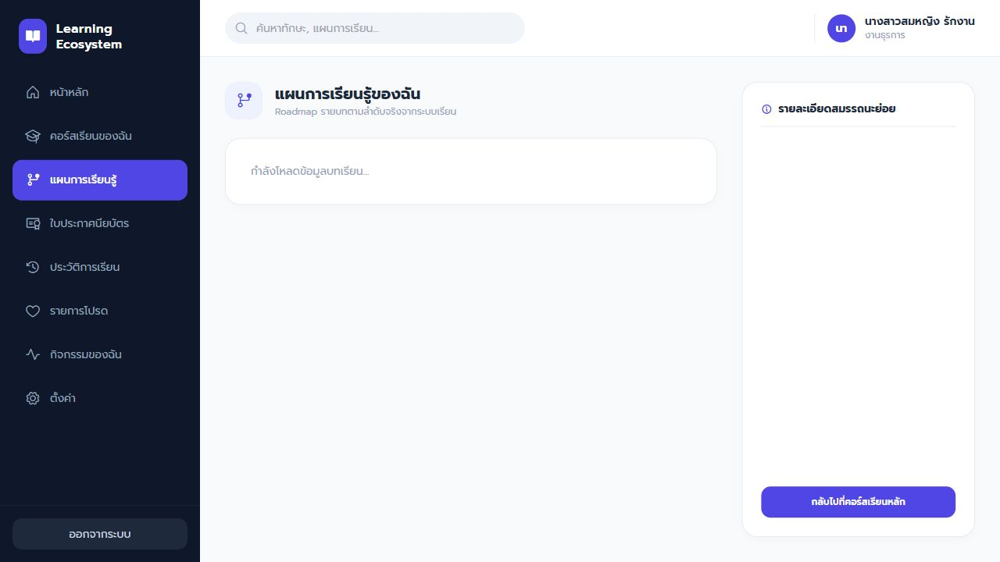 Learning
Ecosystem
หน้าหลัก
คอร์สเรียนของฉัน
แผนการเรียนรู้
ใบประกาศนียบัตร
ประวัติการเรียน
รายการโปรด
กิจกรรมของฉัน
ตั้งค่า
ออกจากระบบ
ค้นหาทักษะ, แผนการเรียน...
นา
นางสาวสมหญิง รักงาน
งานธุรการ
แผนการเรียนรู้ของฉัน
Roadmap รายบทตามลำดับจริงจากระบบเรียน
กำลังโหลดข้อมูลบทเรียน...
รายละเอียดสมรรถนะย่อย
กลับไปที่คอร์สเรียนหลัก